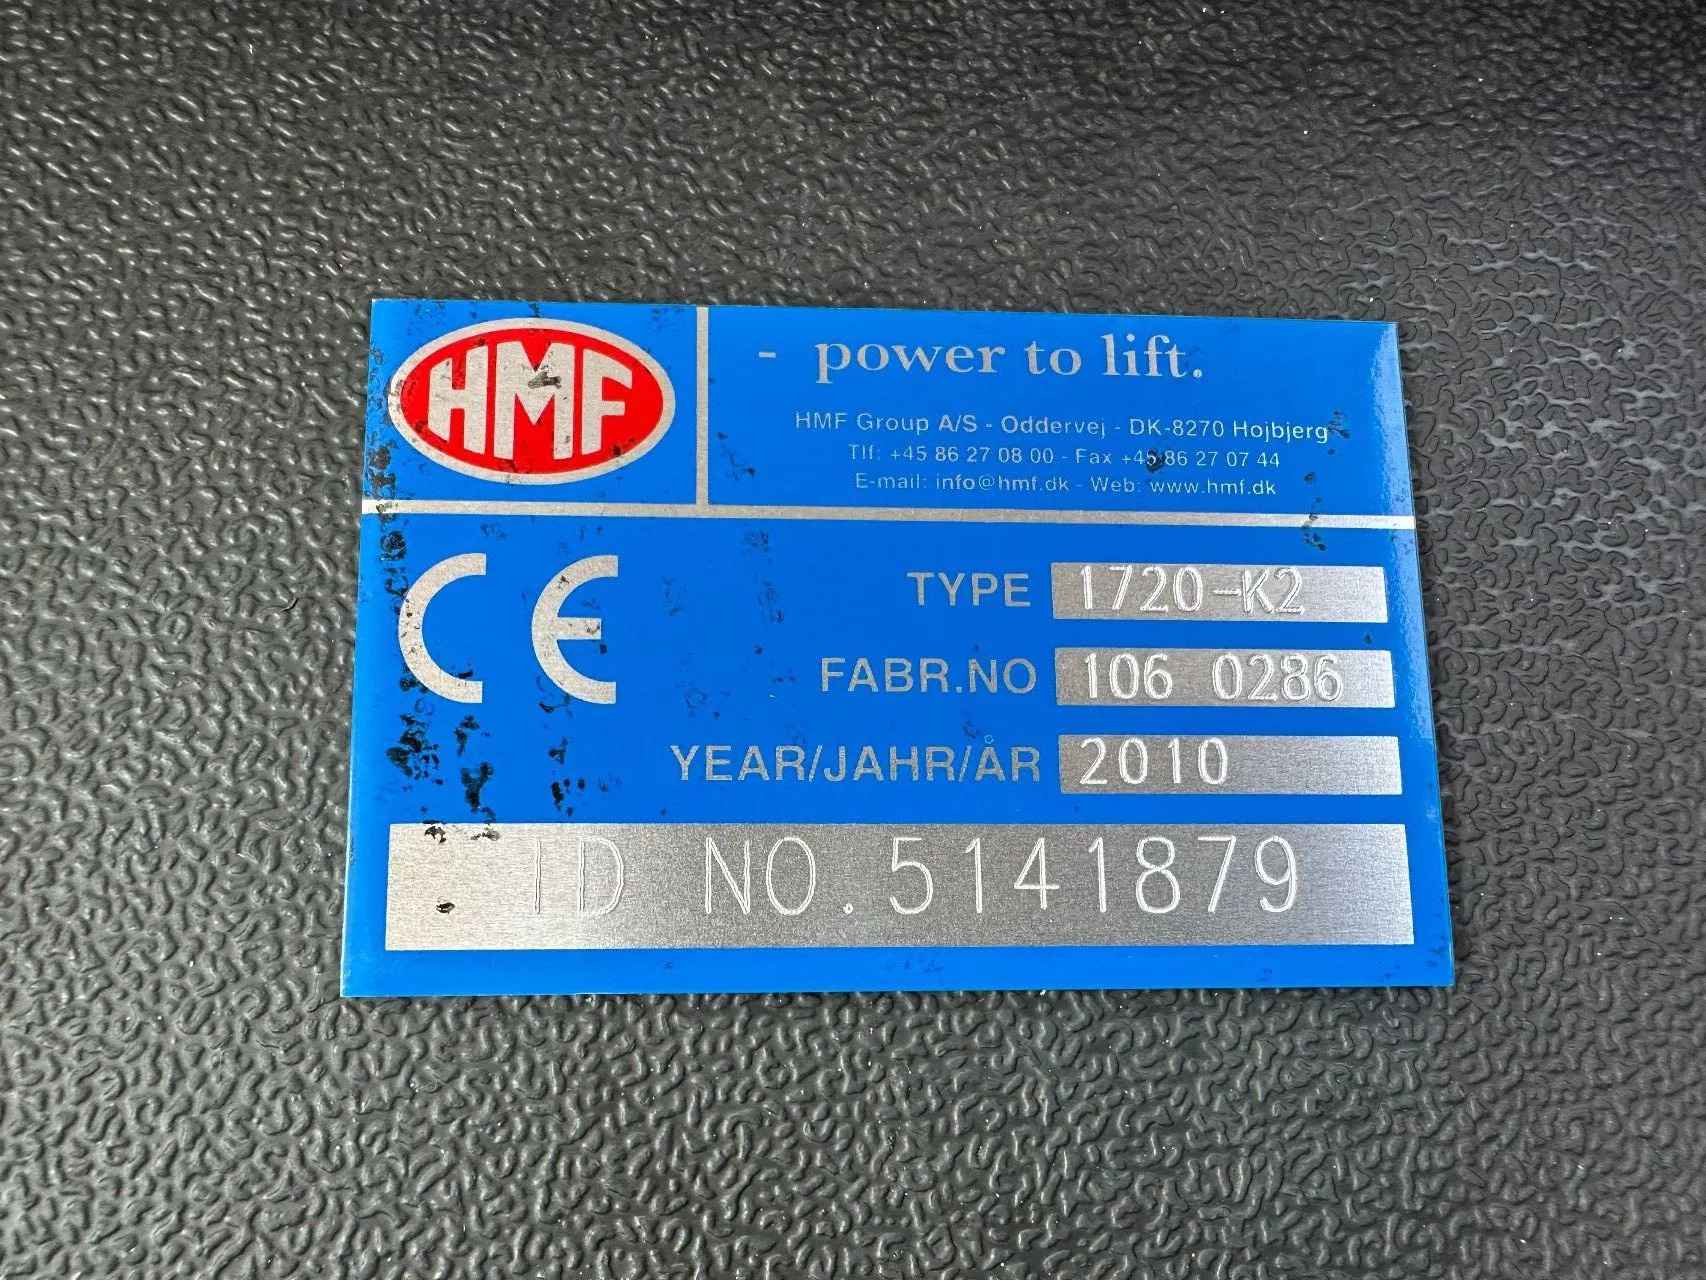 HMF
- power to lift.
HMF Group A/S - Oddervej - DK-8270 Hojbjerg
Tlf: +45 86 27 08 00 - Fax +45 86 27 07 44
E-mail: info@hmf.dk - Web: www.hmf.dk
CE
TYPE 1720-K2
FABR.NO 106 0286
YEAR/JAHR/ÅR 2010
ID NO.5141879